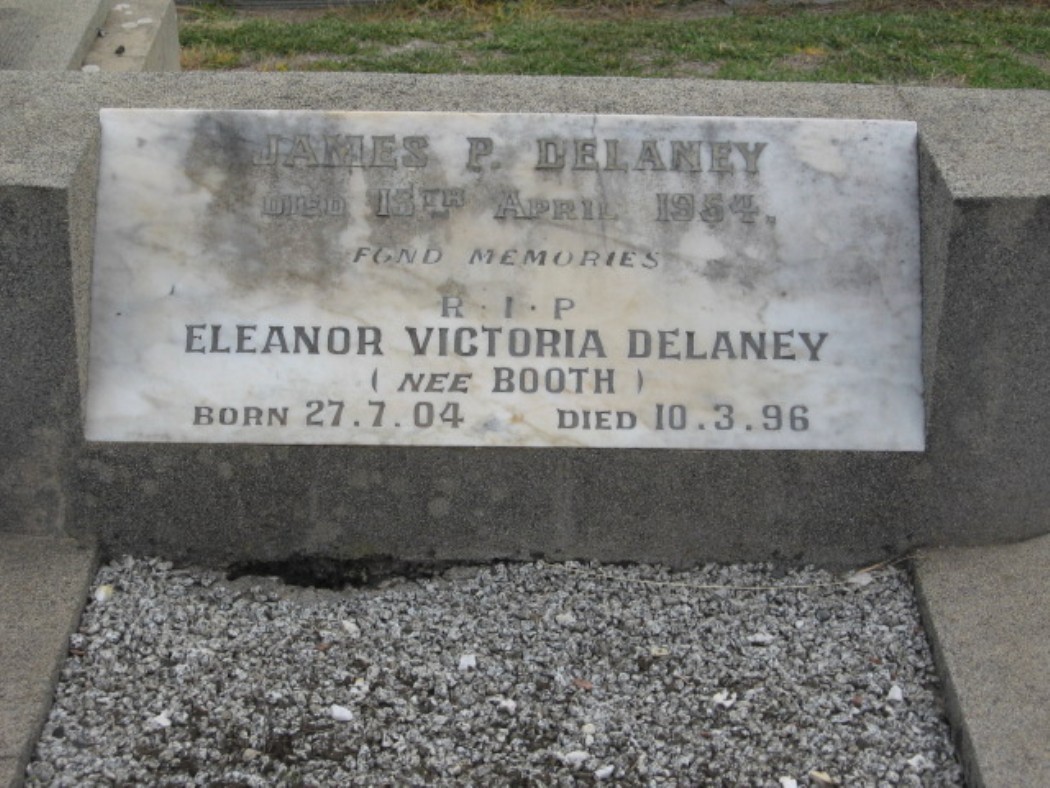 JAMES P. DELANEY
DIED 15TH APRIL 1954.
FOND MEMORIES
R·I·P
ELEANOR VICTORIA DELANEY
( NEE BOOTH )
BORN 27.7.04 DIED 10.3.96